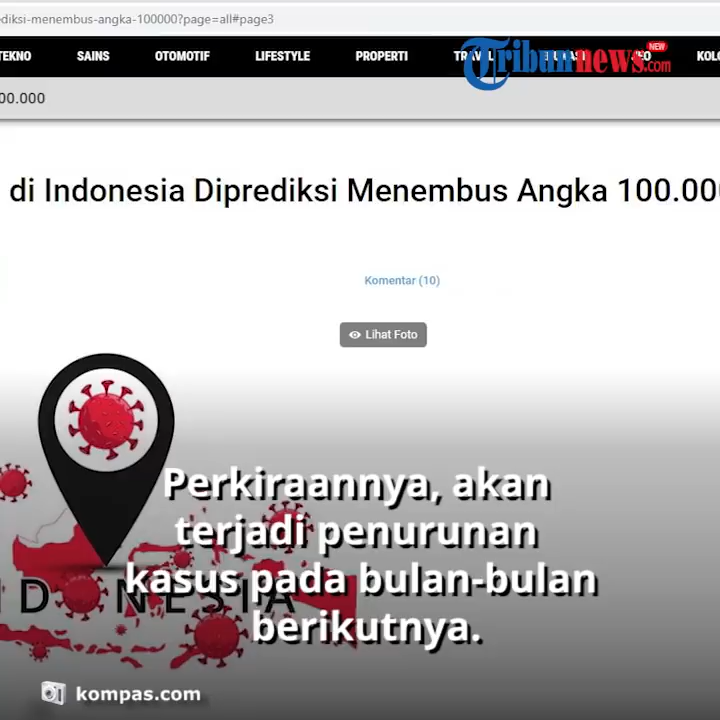 diksi-menembus-angka-100000?page=all#page3
TEKNO SAINS OTOMOTIF LIFESTYLE PROPERTI KOLO
Tribunnews.com
NEW
00.000
di Indonesia Diprediksi Menembus Angka 100.00
Komentar (10)
Lihat Foto
Perkiraannya, akan
terjadi penurunan
kasus pada bulan-bulan
berikutnya.
INDONESIA
kompas.com